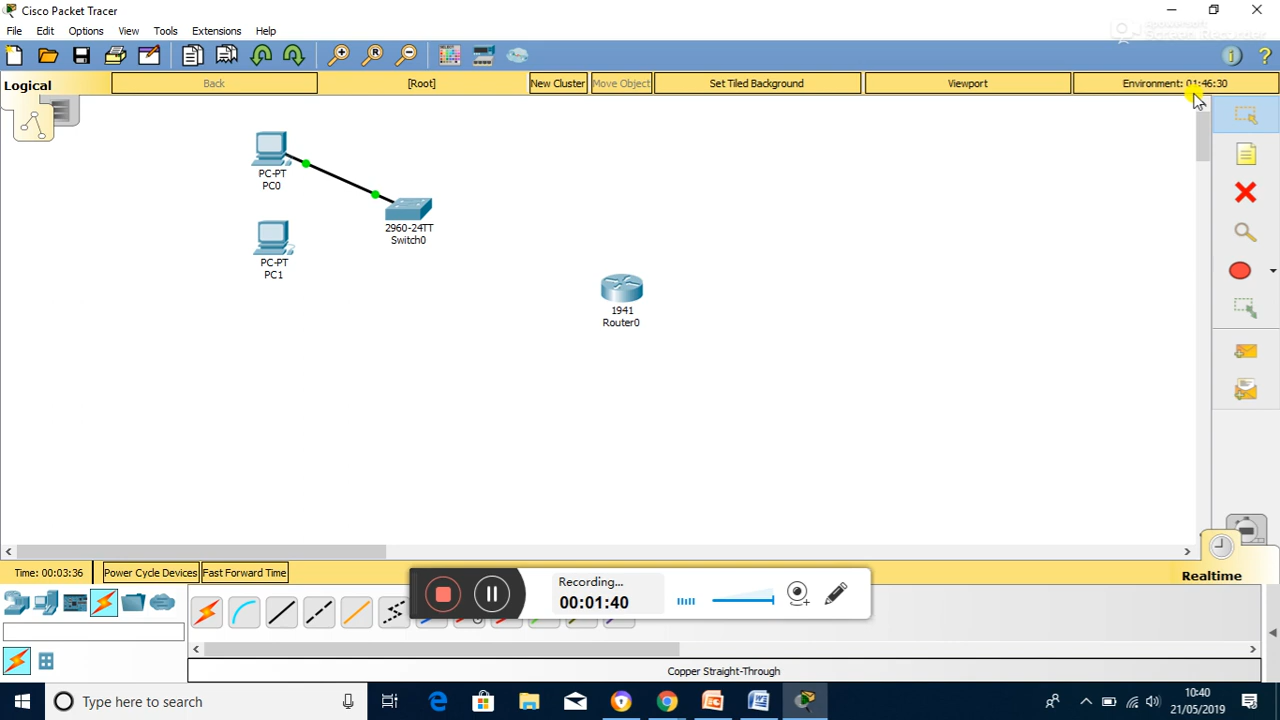 Cisco Packet Tracer
File Edit Options View Tools Extensions Help
Apowersoft
Screen Recorder
Logical Back [Root] New Cluster Move Object Set Tiled Background Viewport Environment: 01:46:30
PC-PT
PC0
2960-24TT
Switch0
PC-PT
PC1
1941
Router0
Time: 00:03:36 Power Cycle Devices Fast Forward Time Realtime
Recording...
00:01:40
Copper Straight-Through
Type here to search
10:40
21/05/2019